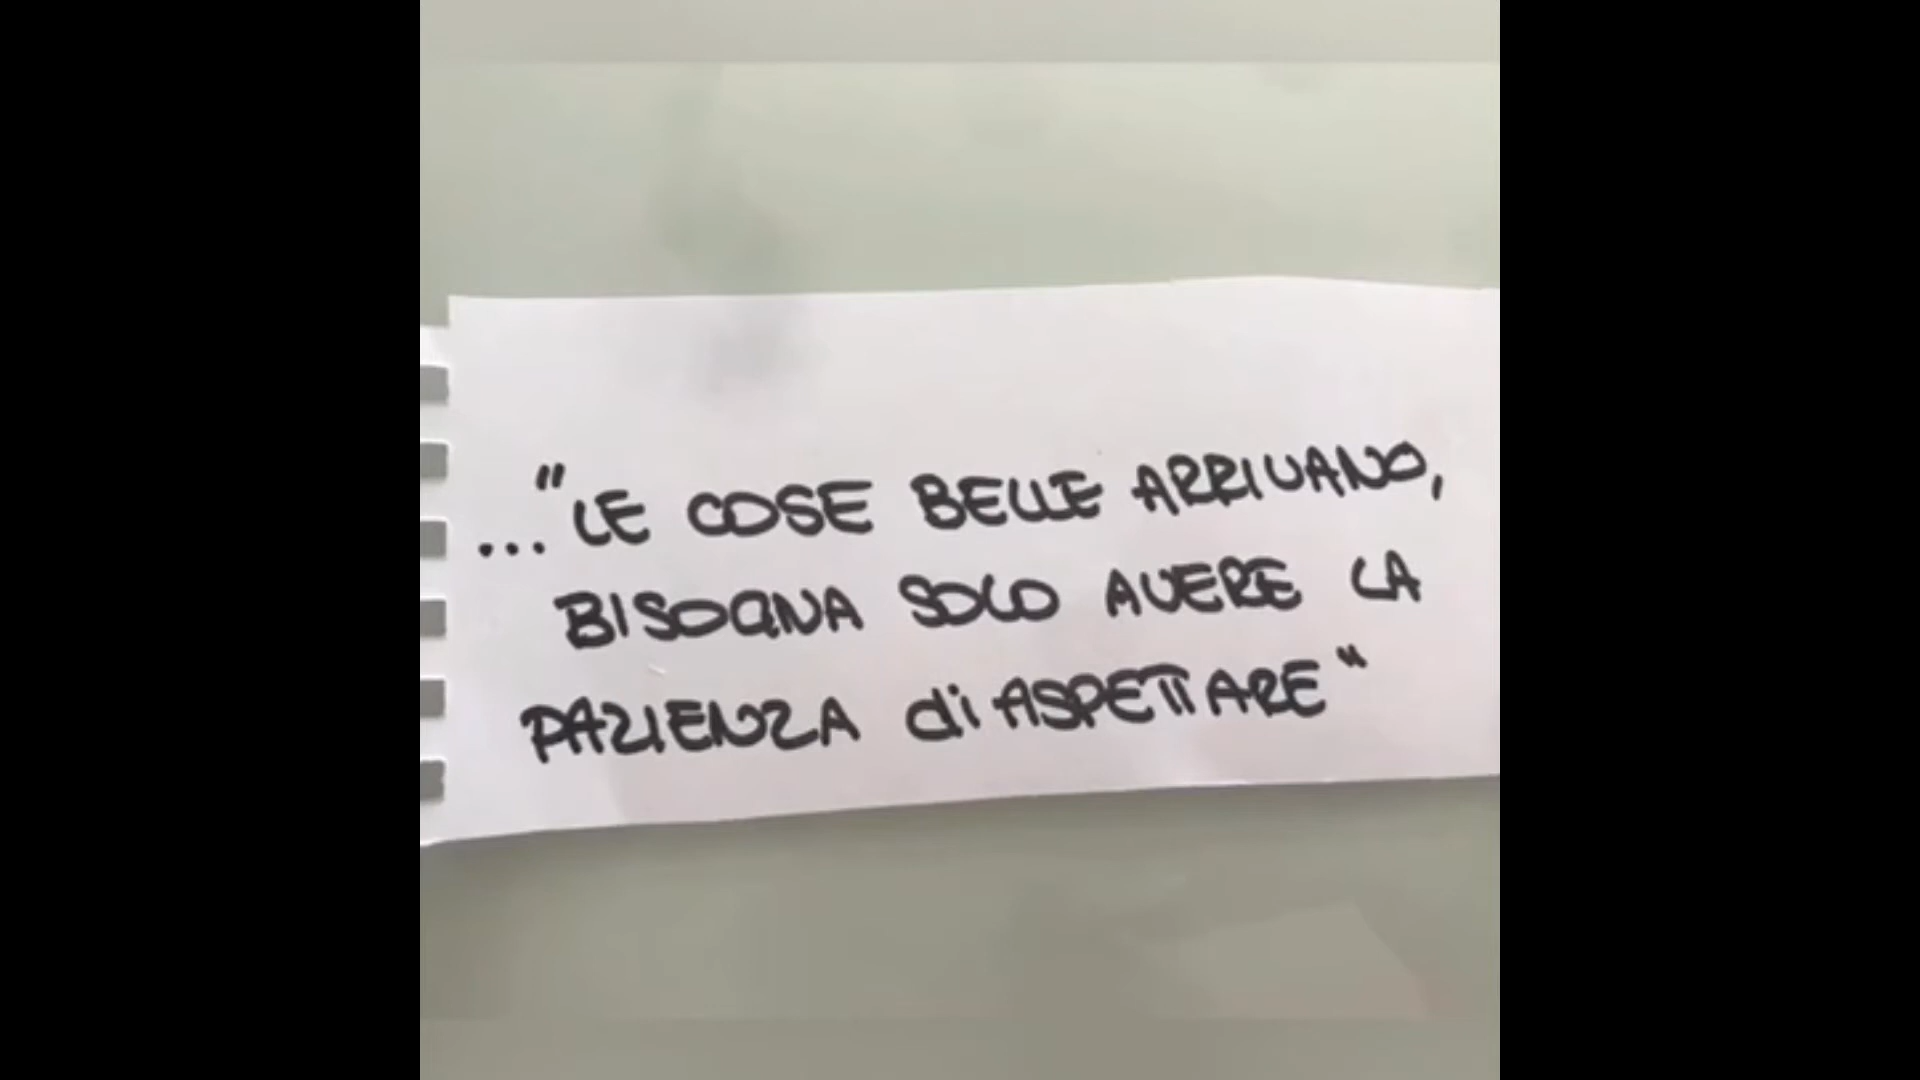 ..."LE COSE BELLE ARRIVANO,
BISOGNA SOLO AVERE LA
PAZIENZA di ASPETTARE"